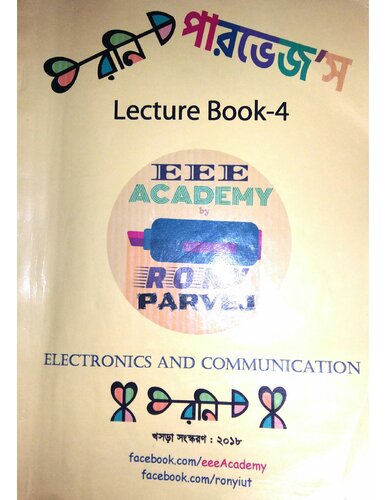 রনি পারভেজ'স
Lecture Book-4
EEE
ACADEMY
by
RONY
PARVEJ
ELECTRONICS AND COMMUNICATION
রনি
খসড়া সংস্করণ : ২০১৮
facebook.com/eeeAcademy
facebook.com/ronyiut